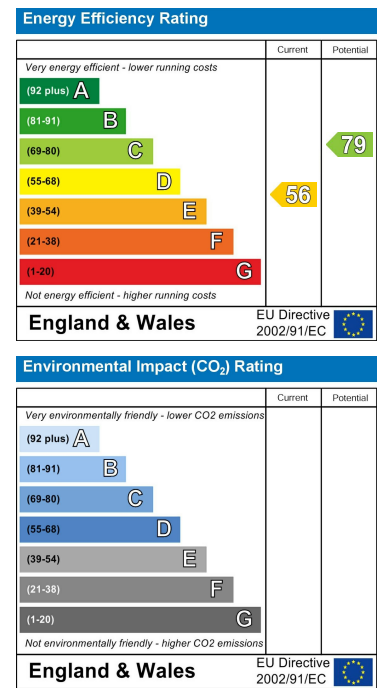 Energy Efficiency Rating
Current Potential
Very energy efficient - lower running costs
(92 plus) A
(81-91) B
(69-80) C
79
(55-68) D
56
(39-54) E
(21-38) F
(1-20) G
Not energy efficient - higher running costs
England & Wales
EU Directive
2002/91/EC
Environmental Impact (CO₂) Rating
Current Potential
Very environmentally friendly - lower CO2 emissions
(92 plus) A
(81-91) B
(69-80) C
(55-68) D
(39-54) E
(21-38) F
(1-20) G
Not environmentally friendly - higher CO2 emissions
England & Wales
EU Directive
2002/91/EC